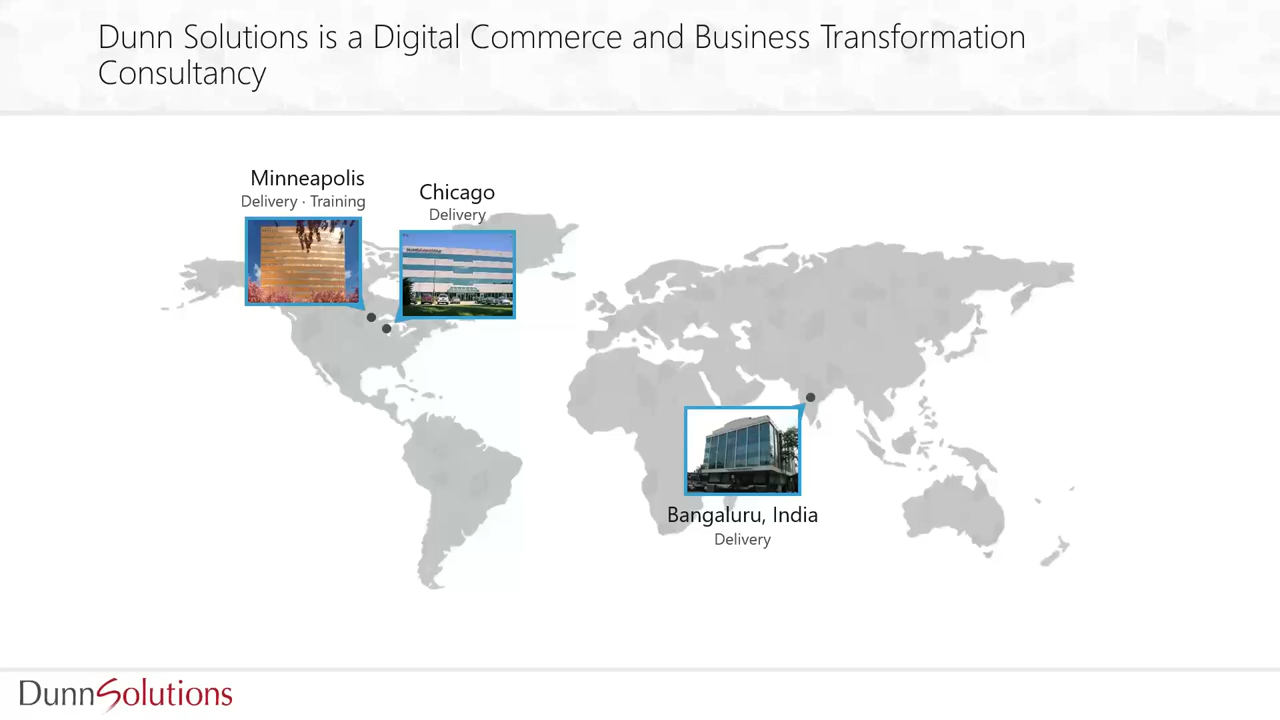 Dunn Solutions is a Digital Commerce and Business Transformation
Consultancy
Minneapolis
Delivery · Training
Chicago
Delivery
Bangaluru, India
Delivery
DunnSolutions